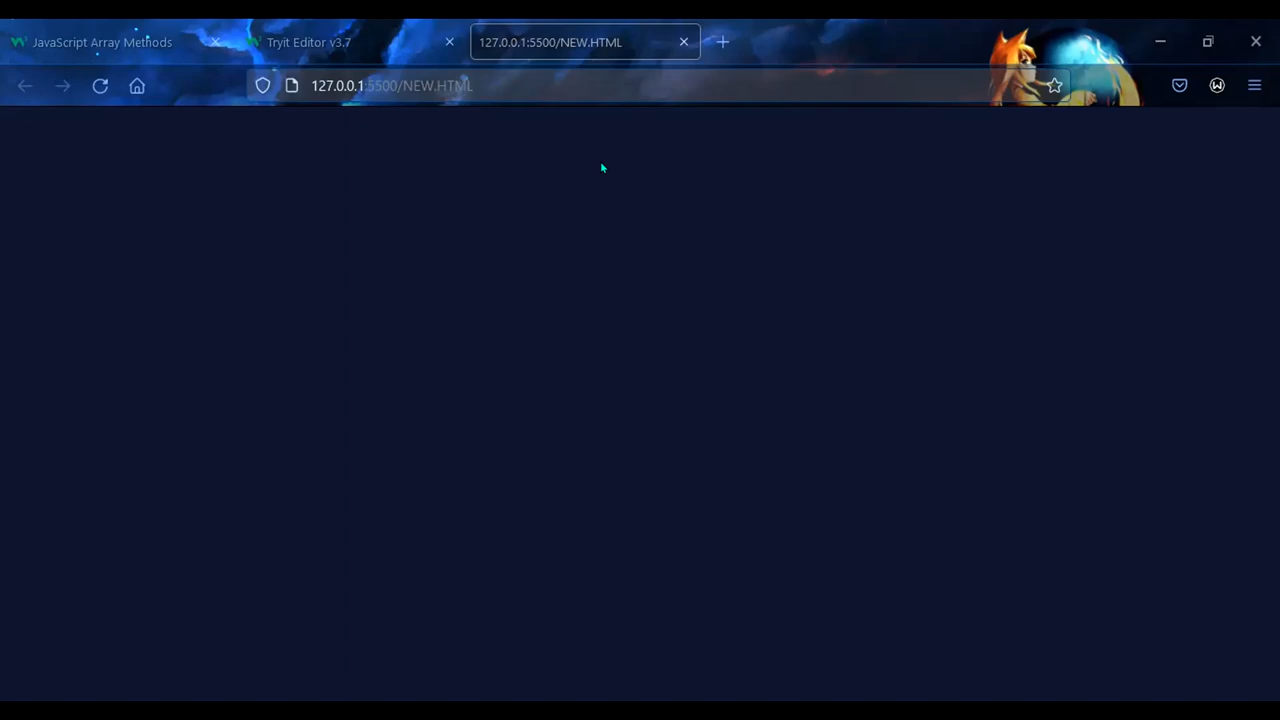 JavaScript Array Methods
Tryit Editor v3.7
127.0.0.1:5500/NEW.HTML
127.0.0.1:5500/NEW.HTML